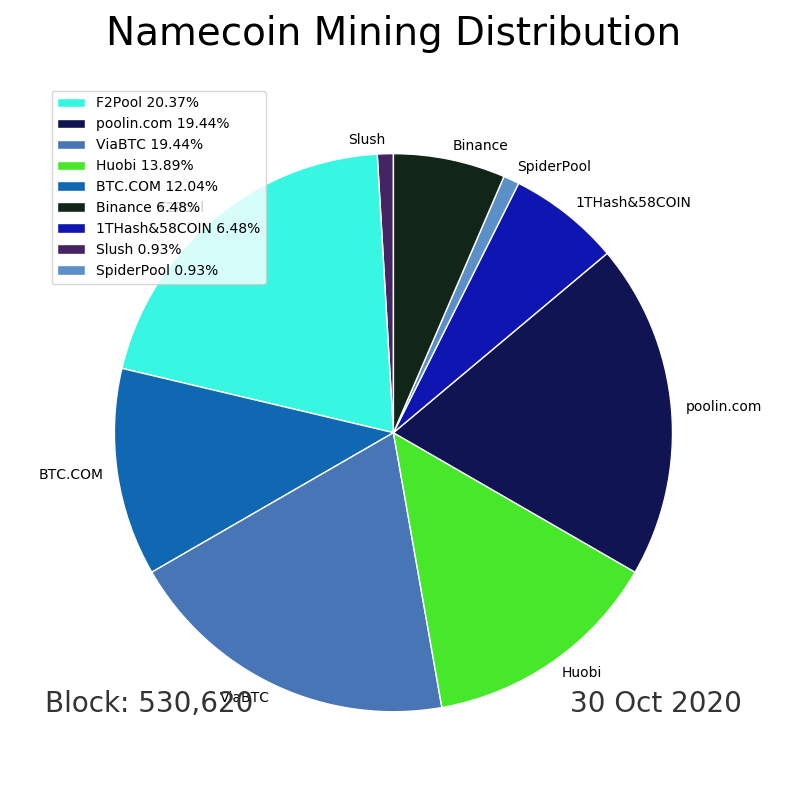 Namecoin Mining Distribution
F2Pool 20.37%
poolin.com 19.44%
ViaBTC 19.44%
Huobi 13.89%
BTC.COM 12.04%
Binance 6.48%
1THash&58COIN 6.48%
Slush 0.93%
SpiderPool 0.93%
Slush
Binance
SpiderPool
1THash&58COIN
poolin.com
BTC.COM
Huobi
ViaBTC
Block: 530,620
30 Oct 2020